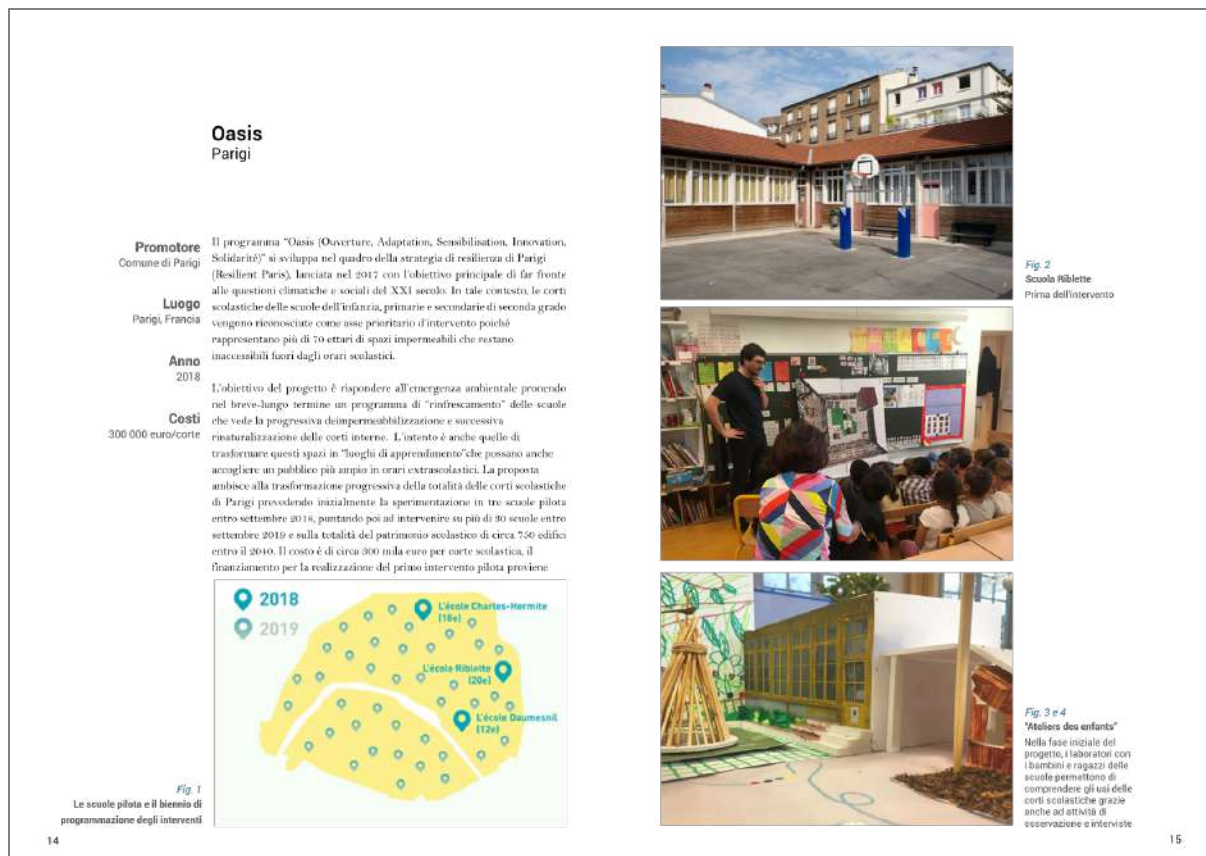 Oasis
Parigi
Promotore
Comune di Parigi
Luogo
Parigi, Francia
Anno
2018
Costi
300 000 euro/corte
Il programma “Oasis (Ouverture, Adaptation, Sensibilisation, Innovation,
Solidarité)” si sviluppa nel quadro della strategia di resilienza di Parigi
(Resilient Paris), lanciata nel 2017 con l'obiettivo principale di far fronte
alle questioni climatiche e sociali del XXI secolo. In tale contesto, le corti
scolastiche delle scuole dell'infanzia, primarie e secondarie di seconda grado
vengono riconosciute come asse prioritario d'intervento poiché
rappresentano più di 70 ettari di spazi impermeabili che restano
inaccessibili fuori dagli orari scolastici.
L'obiettivo del progetto è rispondere all'emergenza ambientale pronendo
nel breve-lungo termine un programma di “rinfrescamento” delle scuole
che vede la progressiva deimpermeabbilizzazione e successiva
rinaturalizzazione delle corti interne. L'intento è anche quello di
trasformare questi spazi in “luoghi di apprendimento”che possano anche
accogliere un pubblico più ampio in orari extrascolastici. La proposta
ambisce alla trasformazione progressiva della totalità delle corti scolastiche
di Parigi prevedendo inizialmente la sperimentazione in tre scuole pilota
entro settembre 2018, puntando poi ad intervenire su più di 30 scuole entro
settembre 2019 e sulla totalità del patrimonio scolastico di circa 750 edifici
entro il 2040. Il costo è di circa 300 mila euro per corte scolastica, il
finanziamento per la realizzazione del primo intervento pilota proviene
2018
2019
L'école Charles-Hermite
(18e)
L'école Riblette
(20e)
L'école Daumesnil
(12e)
Fig. 1
Le scuole pilota e il biennio di
programmazione degli interventi
14
Fig. 2
Scuola Riblette
Prima dell'intervento
Fig. 3 e 4
"Ateliers des enfants"
Nella fase iniziale del
progetto, i laboratori con
i bambini e ragazzi delle
scuole permettono di
comprendere gli usi delle
corti scolastiche grazie
anche ad attività di
osservazione e interviste
15